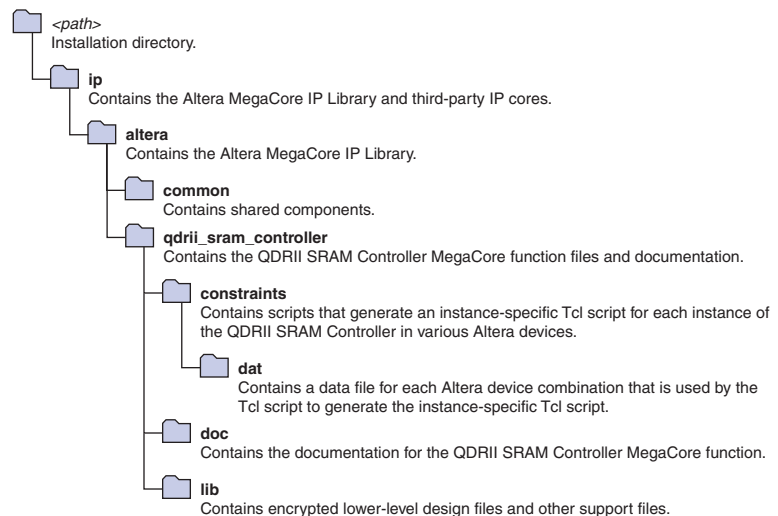 <path>
Installation directory.
ip
Contains the Altera MegaCore IP Library and third-party IP cores.
altera
Contains the Altera MegaCore IP Library.
common
Contains shared components.
qdrii_sram_controller
Contains the QDRII SRAM Controller MegaCore function files and documentation.
constraints
Contains scripts that generate an instance-specific Tcl script for each instance of
the QDRII SRAM Controller in various Altera devices.
dat
Contains a data file for each Altera device combination that is used by the
Tcl script to generate the instance-specific Tcl script.
doc
Contains the documentation for the QDRII SRAM Controller MegaCore function.
lib
Contains encrypted lower-level design files and other support files.